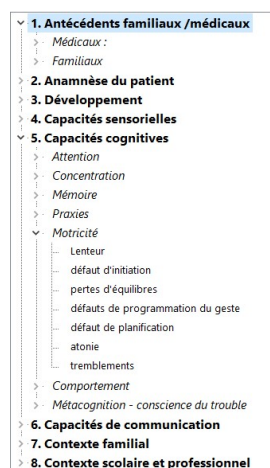 1. Antécédents familiaux /médicaux
Médicaux :
Familiaux
2. Anamnèse du patient
3. Développement
4. Capacités sensorielles
5. Capacités cognitives
Attention
Concentration
Mémoire
Praxies
Motricité
Lenteur
défaut d'initiation
pertes d'équilibres
défauts de programmation du geste
défaut de planification
atonie
tremblements
Comportement
Métacognition - conscience du trouble
6. Capacités de communication
7. Contexte familial
8. Contexte scolaire et professionnel